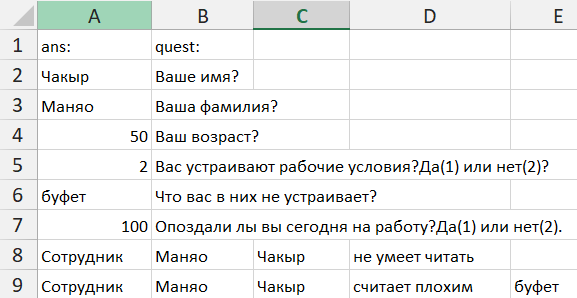 A B C D E
1 ans: quest:
2 Чакыр Ваше имя?
3 Маняо Ваша фамилия?
4 50 Ваш возраст?
5 2 Вас устраивают рабочие условия?Да(1) или нет(2)?
6 буфет Что вас в них не устраивает?
7 100 Опоздали лы вы сегодня на работу?Да(1) или нет(2).
8 Сотрудник Маняо Чакыр не умеет читать
9 Сотрудник Маняо Чакыр считает плохим буфет